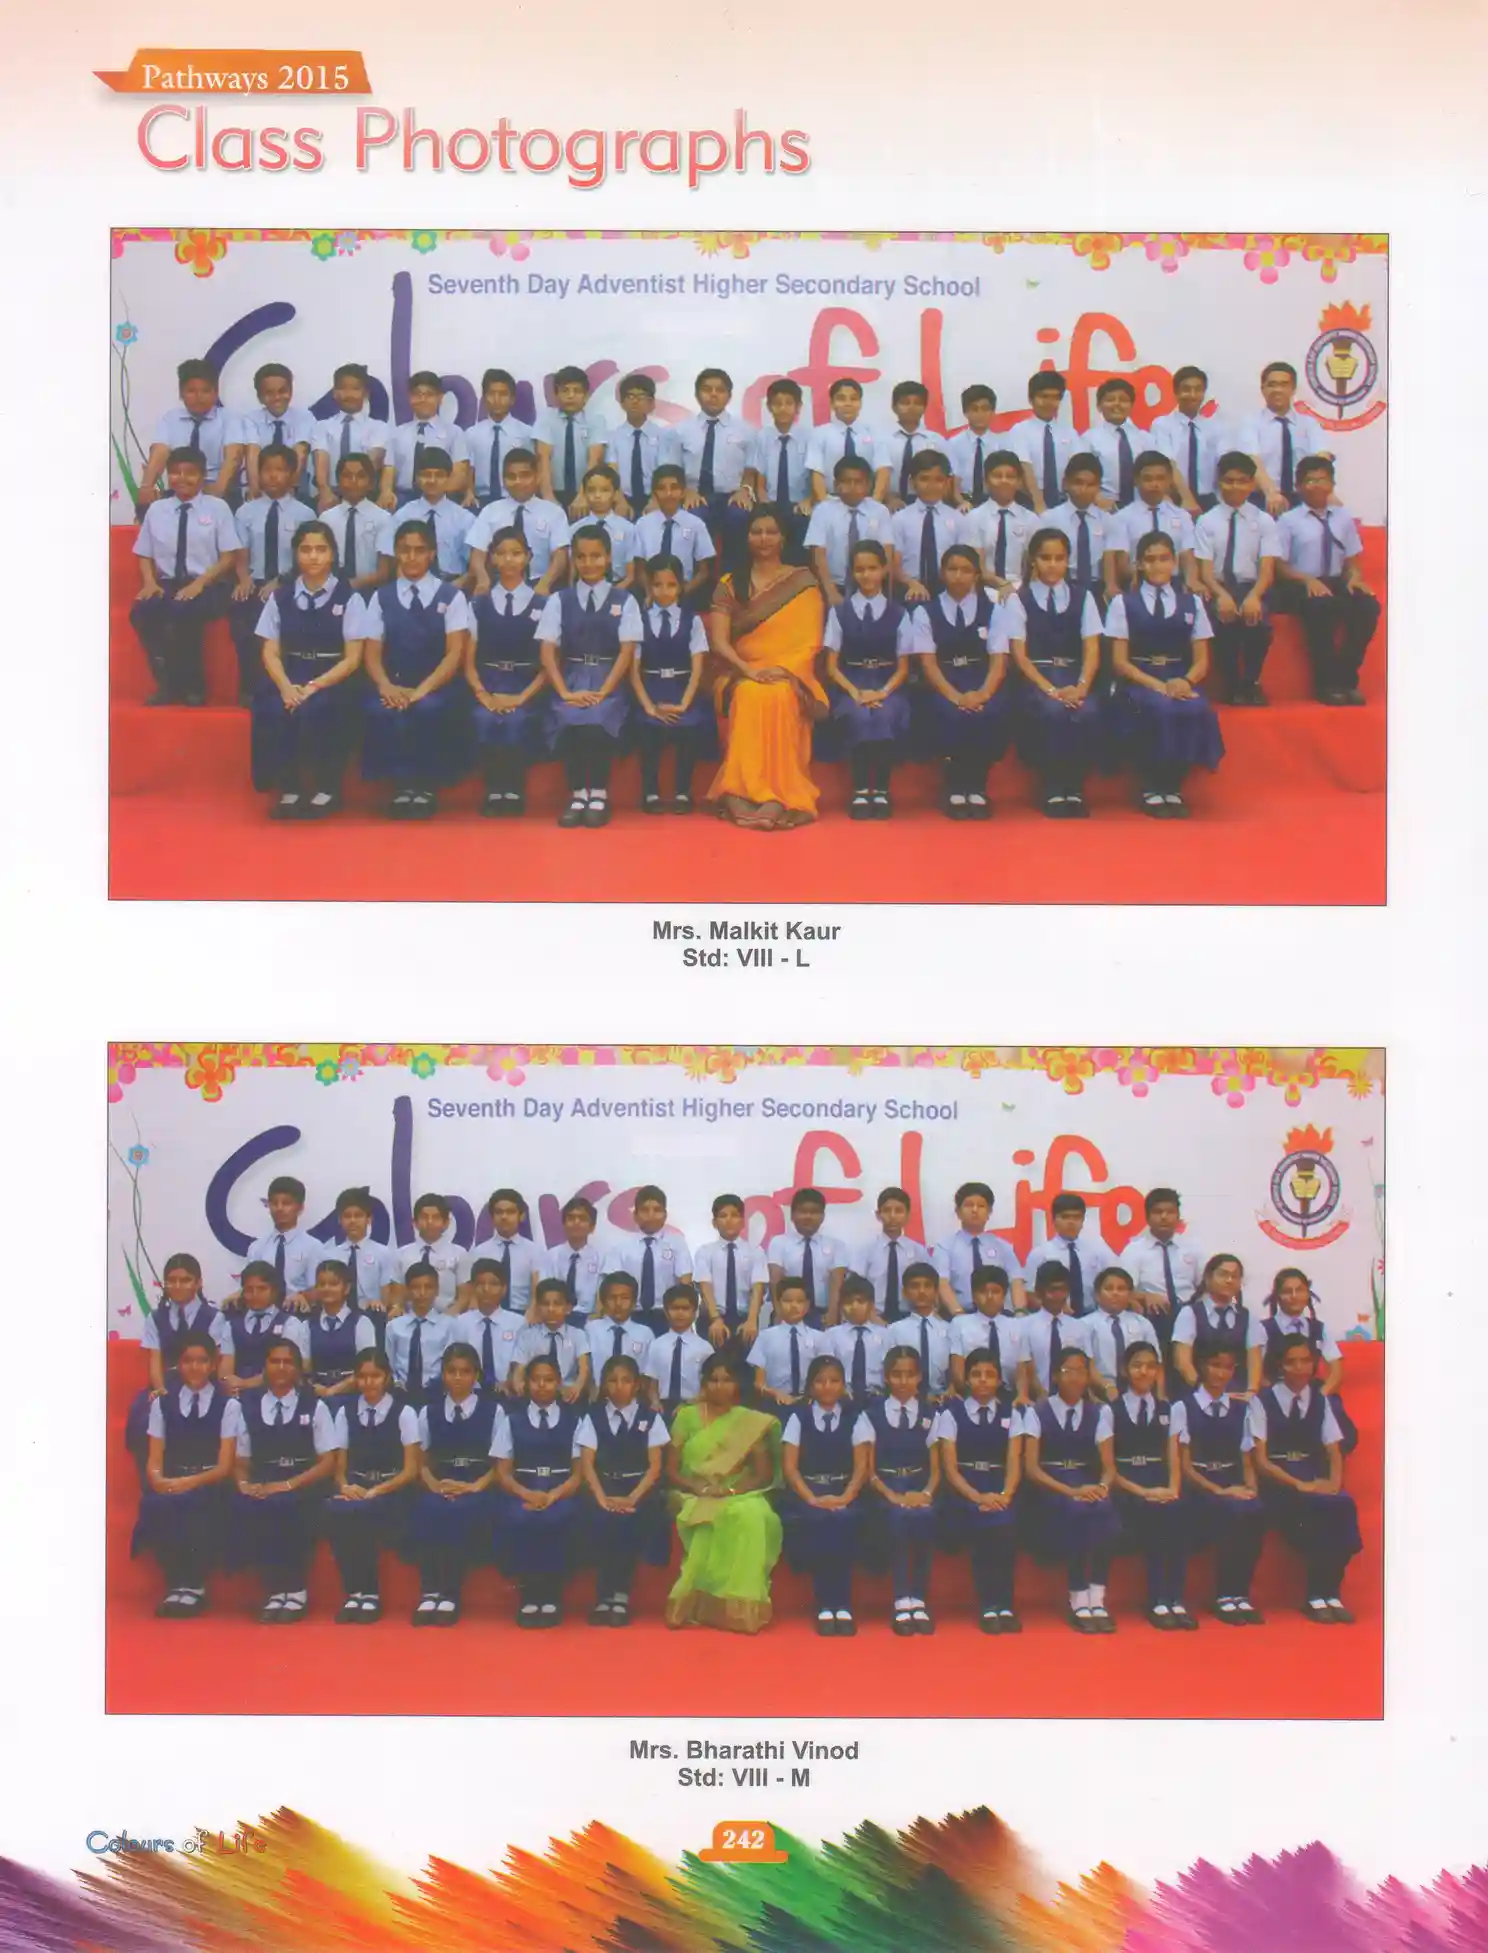 Pathways 2015
Class Photographs
Seventh Day Adventist Higher Secondary School
Colours of Life
Mrs. Malkit Kaur
Std: VIII - L
Seventh Day Adventist Higher Secondary School
Colours of Life
Mrs. Bharathi Vinod
Std: VIII - M
Colours of Life
242